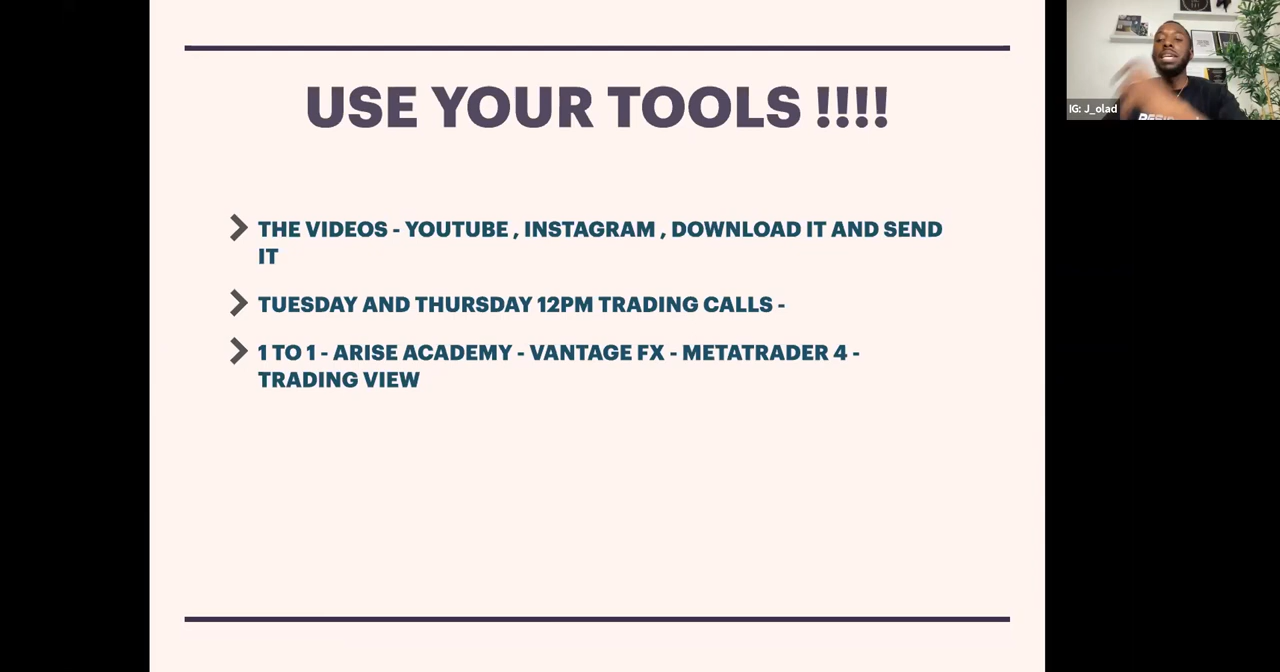 USE YOUR TOOLS !!!!
THE VIDEOS - YOUTUBE , INSTAGRAM , DOWNLOAD IT AND SEND
IT
TUESDAY AND THURSDAY 12PM TRADING CALLS -
1 TO 1 - ARISE ACADEMY - VANTAGE FX - METATRADER 4 -
TRADING VIEW
IG: J_olad